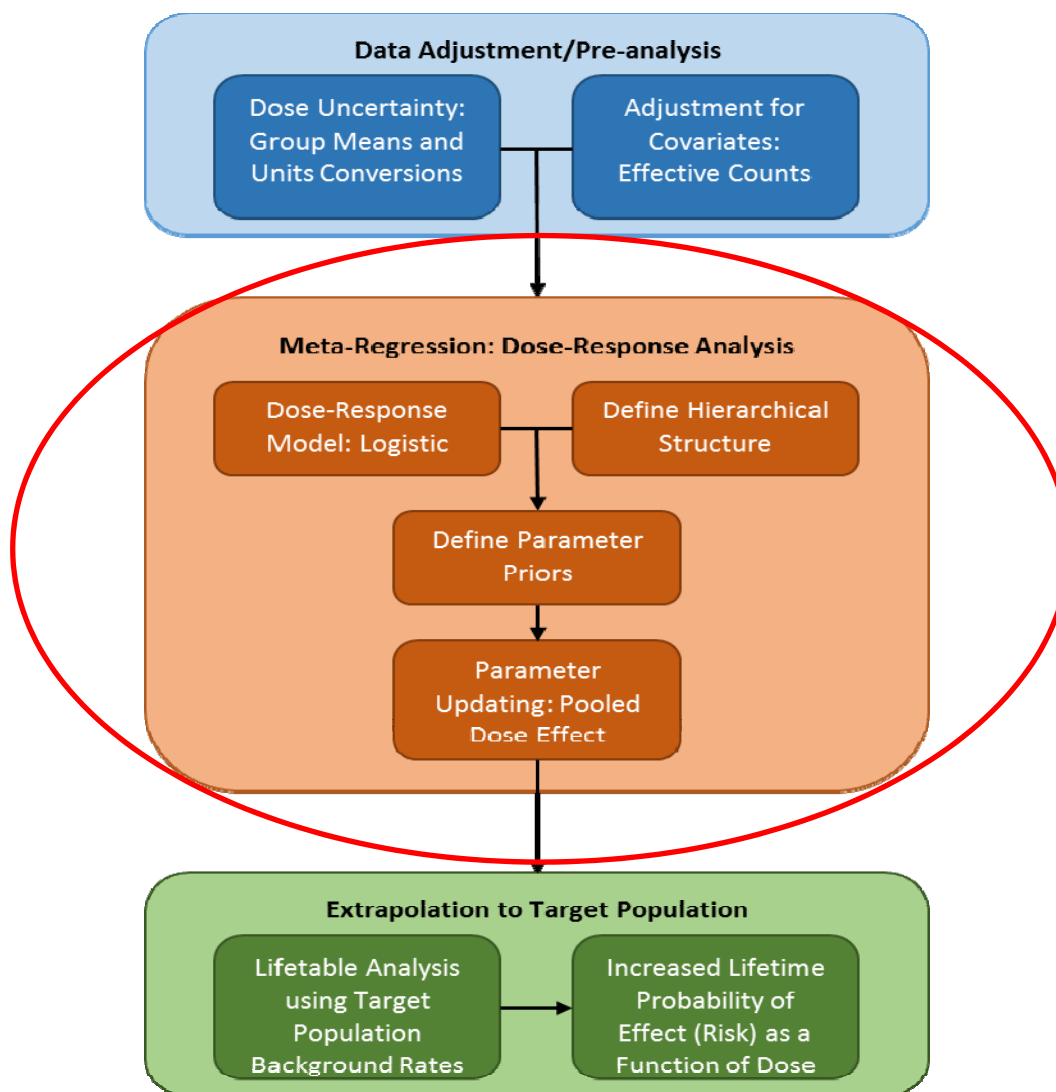 Data Adjustment/Pre-analysis
Dose Uncertainty:
Group Means and
Units Conversions
Adjustment for
Covariates:
Effective Counts
Meta-Regression: Dose-Response Analysis
Dose-Response
Model: Logistic
Define Hierarchical
Structure
Define Parameter
Priors
Parameter
Updating: Pooled
Dose Effect
Extrapolation to Target Population
Lifetable Analysis
using Target
Population
Background Rates
Increased Lifetime
Probability of
Effect (Risk) as a
Function of Dose